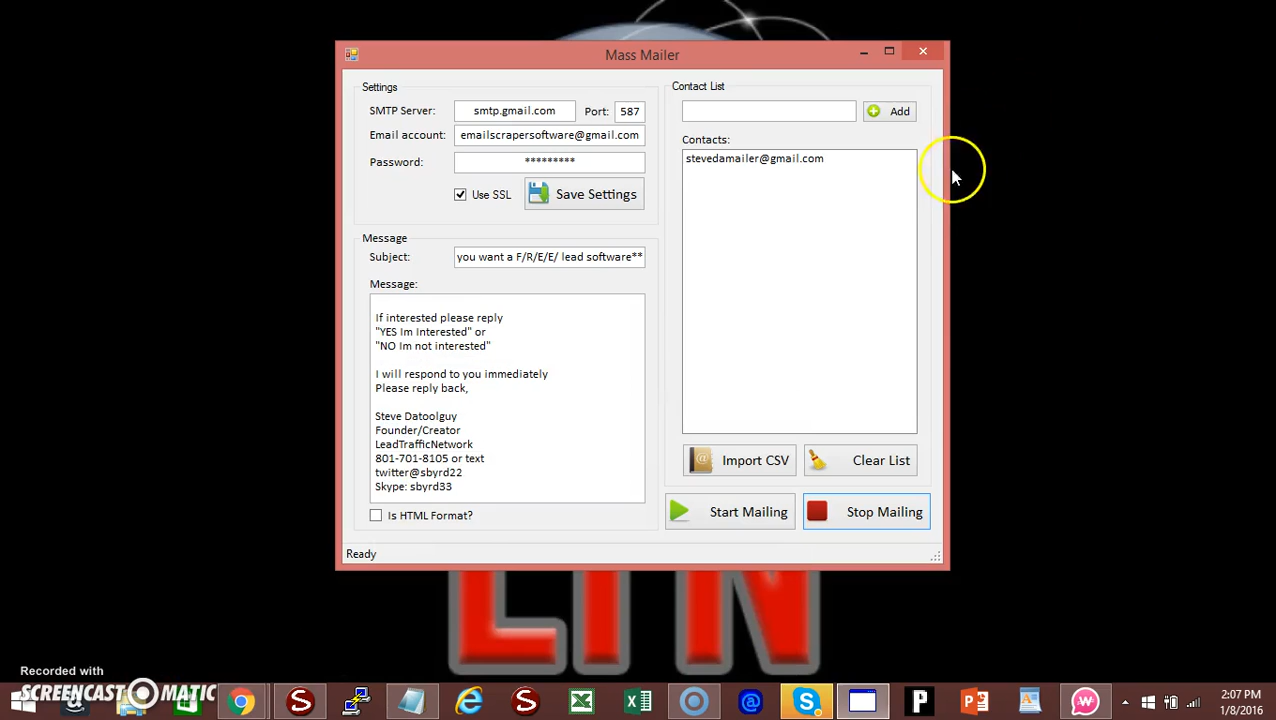 Mass Mailer
Settings
SMTP Server: smtp.gmail.com Port: 587
Email account: emailscrapersoftware@gmail.com
Password: *********
Use SSL Save Settings
Message
Subject: you want a F/R/E/E/ lead software**
Message:
If interested please reply
"YES Im Interested" or
"NO Im not interested"
I will respond to you immediately
Please reply back,
Steve Datoolguy
Founder/Creator
LeadTrafficNetwork
801-701-8105 or text
twitter@sbyrd22
Skype: sbyrd33
Is HTML Format?
Contact List
Add
Contacts:
stevedamailer@gmail.com
Import CSV Clear List
Start Mailing Stop Mailing
Ready
LTN
Recorded with
SCREENCAST-O-MATIC
2:07 PM
1/8/2016